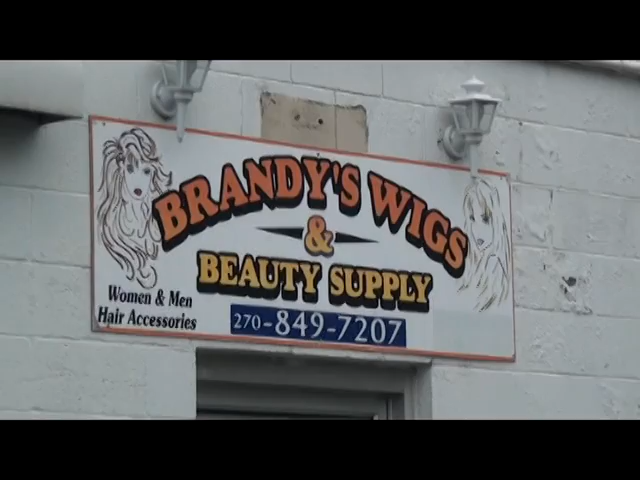 BRANDY'S WIGS
&
BEAUTY SUPPLY
Women & Men
Hair Accessories
270-849-7207